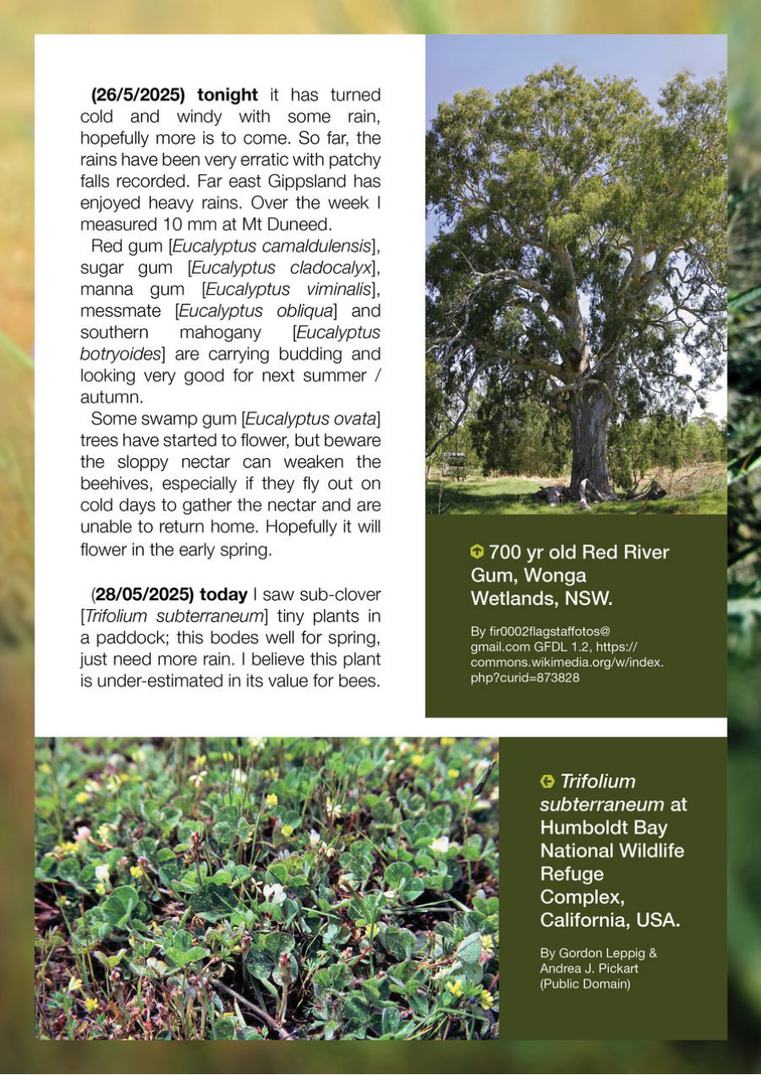 (26/5/2025) tonight it has turned
cold and windy with some rain,
hopefully more is to come. So far, the
rains have been very erratic with patchy
falls recorded. Far east Gippsland has
enjoyed heavy rains. Over the week I
measured 10 mm at Mt Duneed.
Red gum [Eucalyptus camaldulensis],
sugar gum [Eucalyptus cladocalyx],
manna gum [Eucalyptus viminalis],
messmate [Eucalyptus obliqua] and
southern mahogany [Eucalyptus
botryoides] are carrying budding and
looking very good for next summer /
autumn.
Some swamp gum [Eucalyptus ovata]
trees have started to flower, but beware
the sloppy nectar can weaken the
beehives, especially if they fly out on
cold days to gather the nectar and are
unable to return home. Hopefully it will
flower in the early spring.
(28/05/2025) today I saw sub-clover
[Trifolium subterraneum] tiny plants in
a paddock; this bodes well for spring,
just need more rain. I believe this plant
is under-estimated in its value for bees.
700 yr old Red River
Gum, Wonga
Wetlands, NSW.
By fir0002flagstaffotos@
gmail.com GFDL 1.2, https://
commons.wikimedia.org/w/index.
php?curid=873828
Trifolium
subterraneum at
Humboldt Bay
National Wildlife
Refuge
Complex,
California, USA.
By Gordon Leppig &
Andrea J. Pickart
(Public Domain)